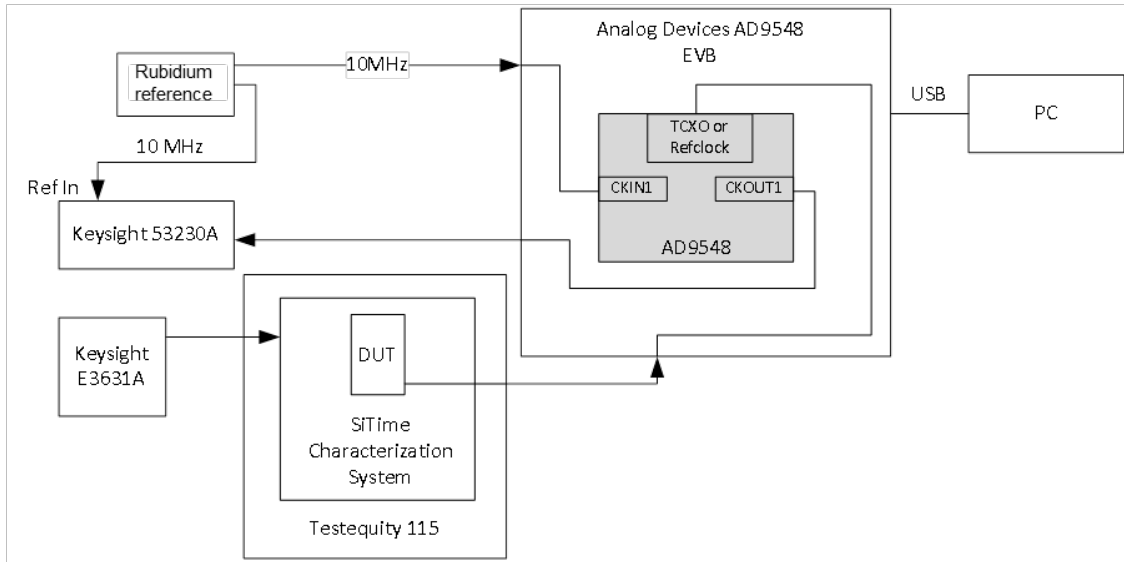 Analog Devices AD9548
EVB
Rubidium
reference
10MHz
USB
PC
TCXO or
Refclock
10 MHz
Ref In
CKIN1
CKOUT1
Keysight 53230A
AD9548
Keysight
E3631A
DUT
SiTime
Characterization
System
Testequity 115